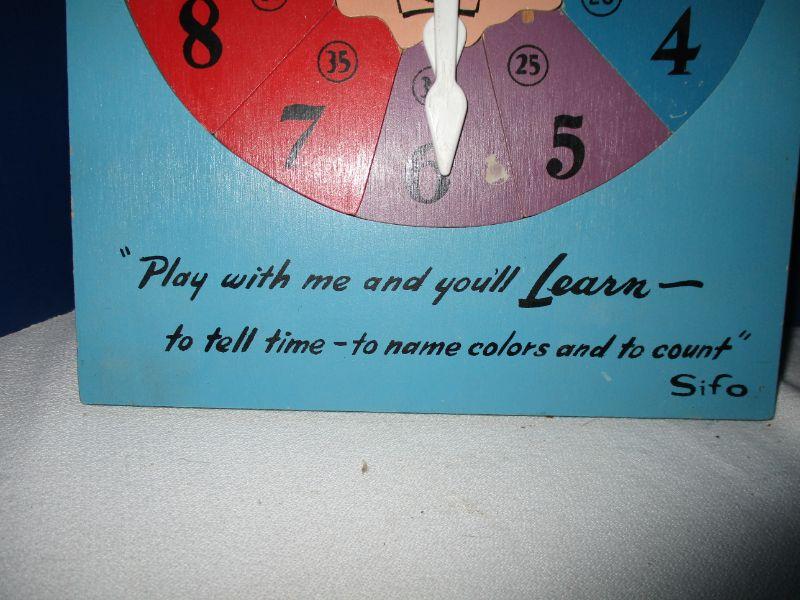 8
35
25
4
7
6
5
"Play with me and you'll Learn—
to tell time - to name colors and to count"
Sifo